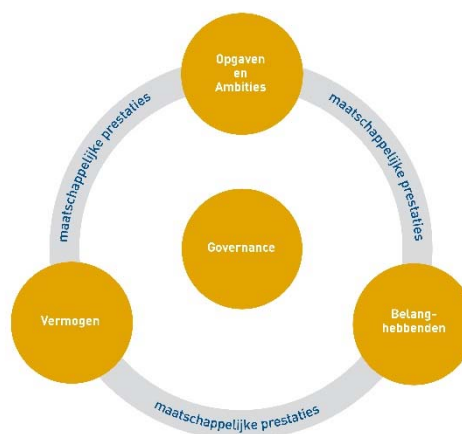 Opgaven
en
Ambities
maatschappelijke prestaties
maatschappelijke prestaties
Governance
Vermogen
Belang-
hebbenden
maatschappelijke prestaties